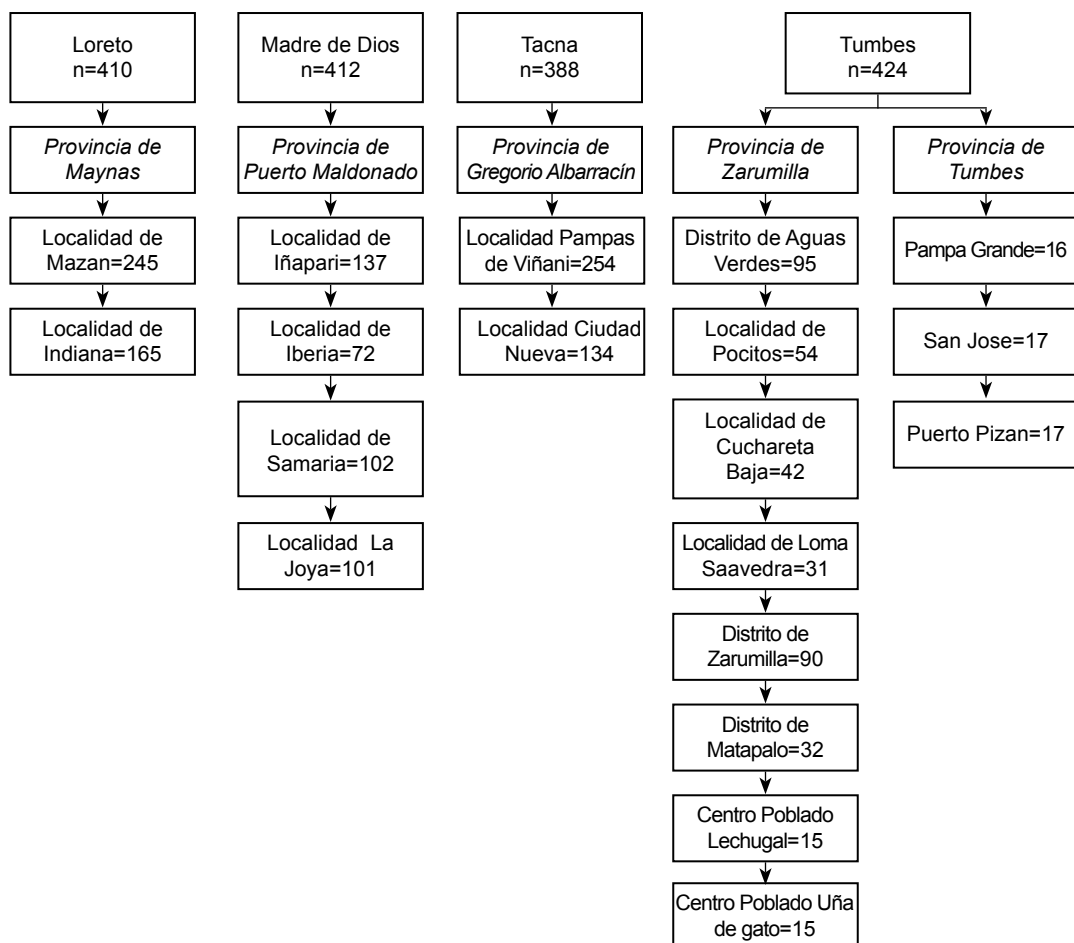 Loreto
n=410
Provincia de
Maynas
Localidad de
Mazan=245
Localidad de
Indiana=165
Madre de Dios
n=412
Provincia de
Puerto Maldonado
Localidad de
Iñapari=137
Localidad de
Iberia=72
Localidad de
Samaria=102
Localidad La
Joya=101
Tacna
n=388
Provincia de
Gregorio Albarracín
Localidad Pampas
de Viñani=254
Localidad Ciudad
Nueva=134
Tumbes
n=424
Provincia de
Zarumilla
Distrito de Aguas
Verdes=95
Localidad de
Pocitos=54
Localidad de
Cuchareta
Baja=42
Localidad de Loma
Saavedra=31
Distrito de
Zarumilla=90
Distrito de
Matapalo=32
Centro Poblado
Lechugal=15
Centro Poblado Uña
de gato=15
Provincia de
Tumbes
Pampa Grande=16
San Jose=17
Puerto Pizan=17